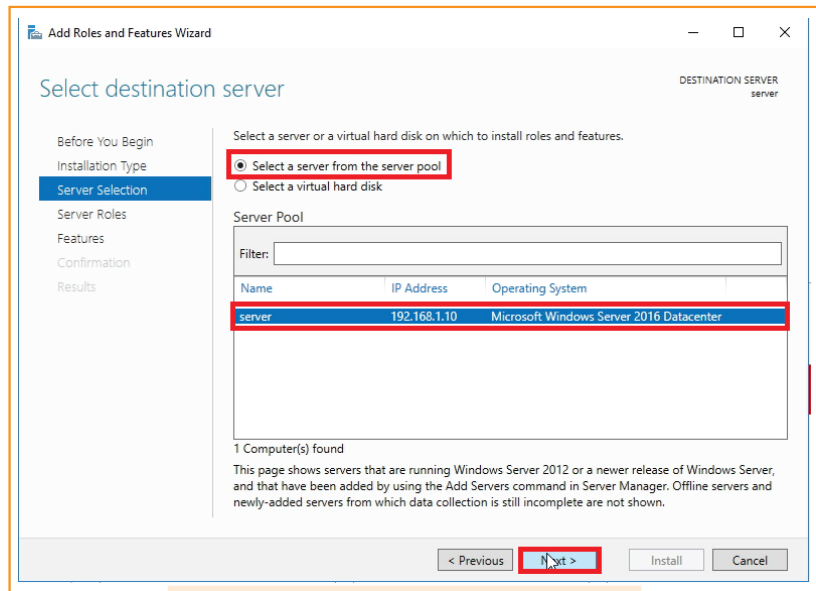 Add Roles and Features Wizard
Select destination server
DESTINATION SERVER
server
Before You Begin
Installation Type
Server Selection
Server Roles
Features
Confirmation
Results
Select a server or a virtual hard disk on which to install roles and features.
Select a server from the server pool
Select a virtual hard disk
Server Pool
Filter:
Name IP Address Operating System
server 192.168.1.10 Microsoft Windows Server 2016 Datacenter
1 Computer(s) found
This page shows servers that are running Windows Server 2012 or a newer release of Windows Server,
and that have been added by using the Add Servers command in Server Manager. Offline servers and
newly-added servers from which data collection is still incomplete are not shown.
< Previous Next > Install Cancel